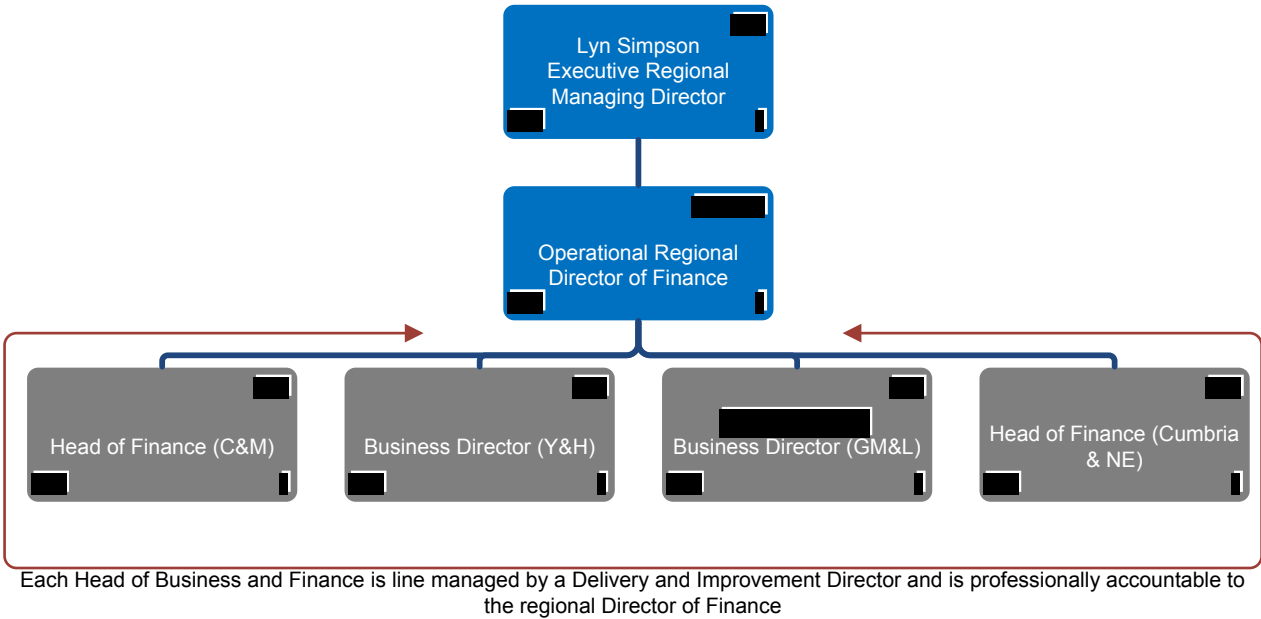 Lyn Simpson
Executive Regional
Managing Director
Operational Regional
Director of Finance
Head of Finance (C&M)
Business Director (Y&H)
Business Director (GM&L)
Head of Finance (Cumbria
& NE)
Each Head of Business and Finance is line managed by a Delivery and Improvement Director and is professionally accountable to
the regional Director of Finance